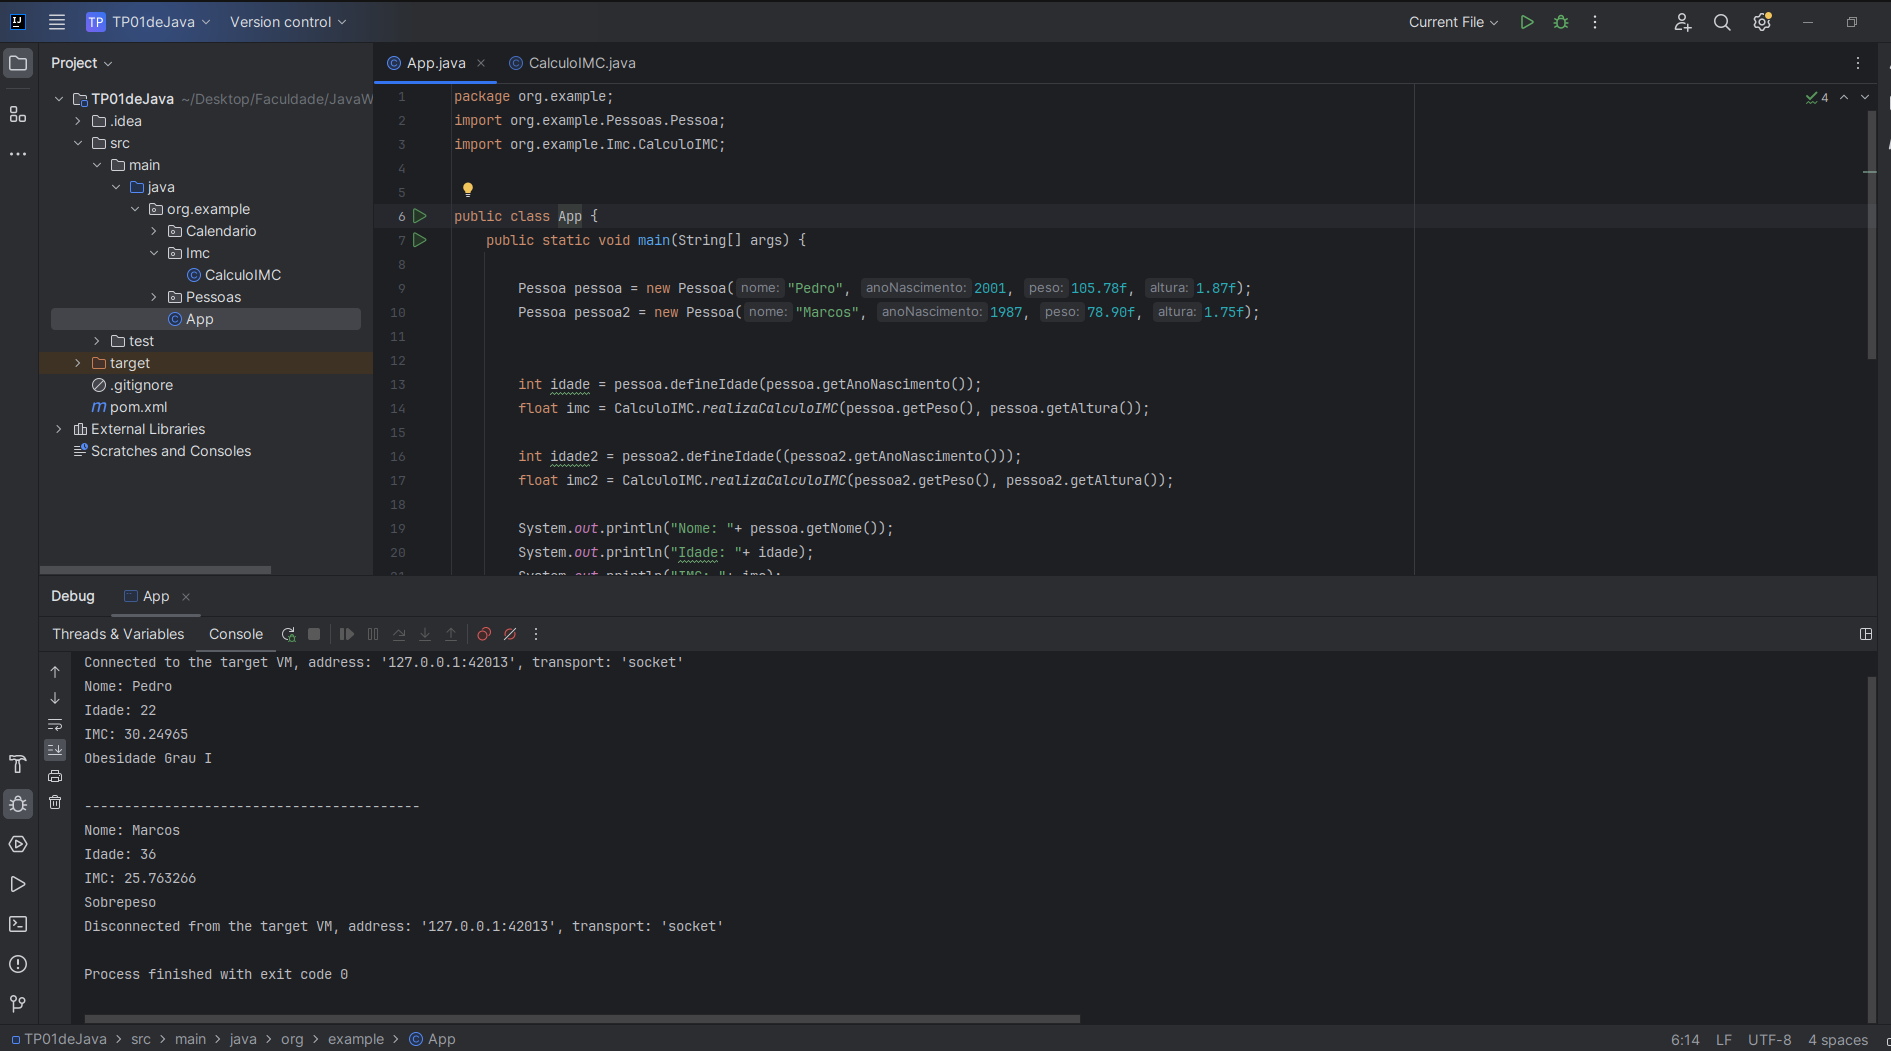 TP TP01deJava Version control Current File
Project
TP01deJava ~/Desktop/Faculdade/JavaW
.idea
src
main
java
org.example
Calendario
Imc
CalculoIMC
Pessoas
App
test
target
.gitignore
pom.xml
External Libraries
Scratches and Consoles
App.java CalculoIMC.java
4
1 package org.example;
2 import org.example.Pessoas.Pessoa;
3 import org.example.Imc.CalculoIMC;
4
5
6 public class App {
7 public static void main(String[] args) {
8
9 Pessoa pessoa = new Pessoa( nome: "Pedro", anoNascimento: 2001, peso: 105.78f, altura: 1.87f);
10 Pessoa pessoa2 = new Pessoa( nome: "Marcos", anoNascimento: 1987, peso: 78.90f, altura: 1.75f);
11
12
13 int idade = pessoa.defineIdade(pessoa.getAnoNascimento());
14 float imc = CalculoIMC.realizaCalculoIMC(pessoa.getPeso(), pessoa.getAltura());
15
16 int idade2 = pessoa2.defineIdade((pessoa2.getAnoNascimento()));
17 float imc2 = CalculoIMC.realizaCalculoIMC(pessoa2.getPeso(), pessoa2.getAltura());
18
19 System.out.println("Nome: "+ pessoa.getNome());
20 System.out.println("Idade: "+ idade);
21 System.out.println("IMC: "+ imc);
Debug App
Threads & Variables Console
Connected to the target VM, address: '127.0.0.1:42013', transport: 'socket'
Nome: Pedro
Idade: 22
IMC: 30.24965
Obesidade Grau I
------------------------------------------
Nome: Marcos
Idade: 36
IMC: 25.763266
Sobrepeso
Disconnected from the target VM, address: '127.0.0.1:42013', transport: 'socket'
Process finished with exit code 0
TP01deJava > src > main > java > org > example > App
6:14 LF UTF-8 4 spaces